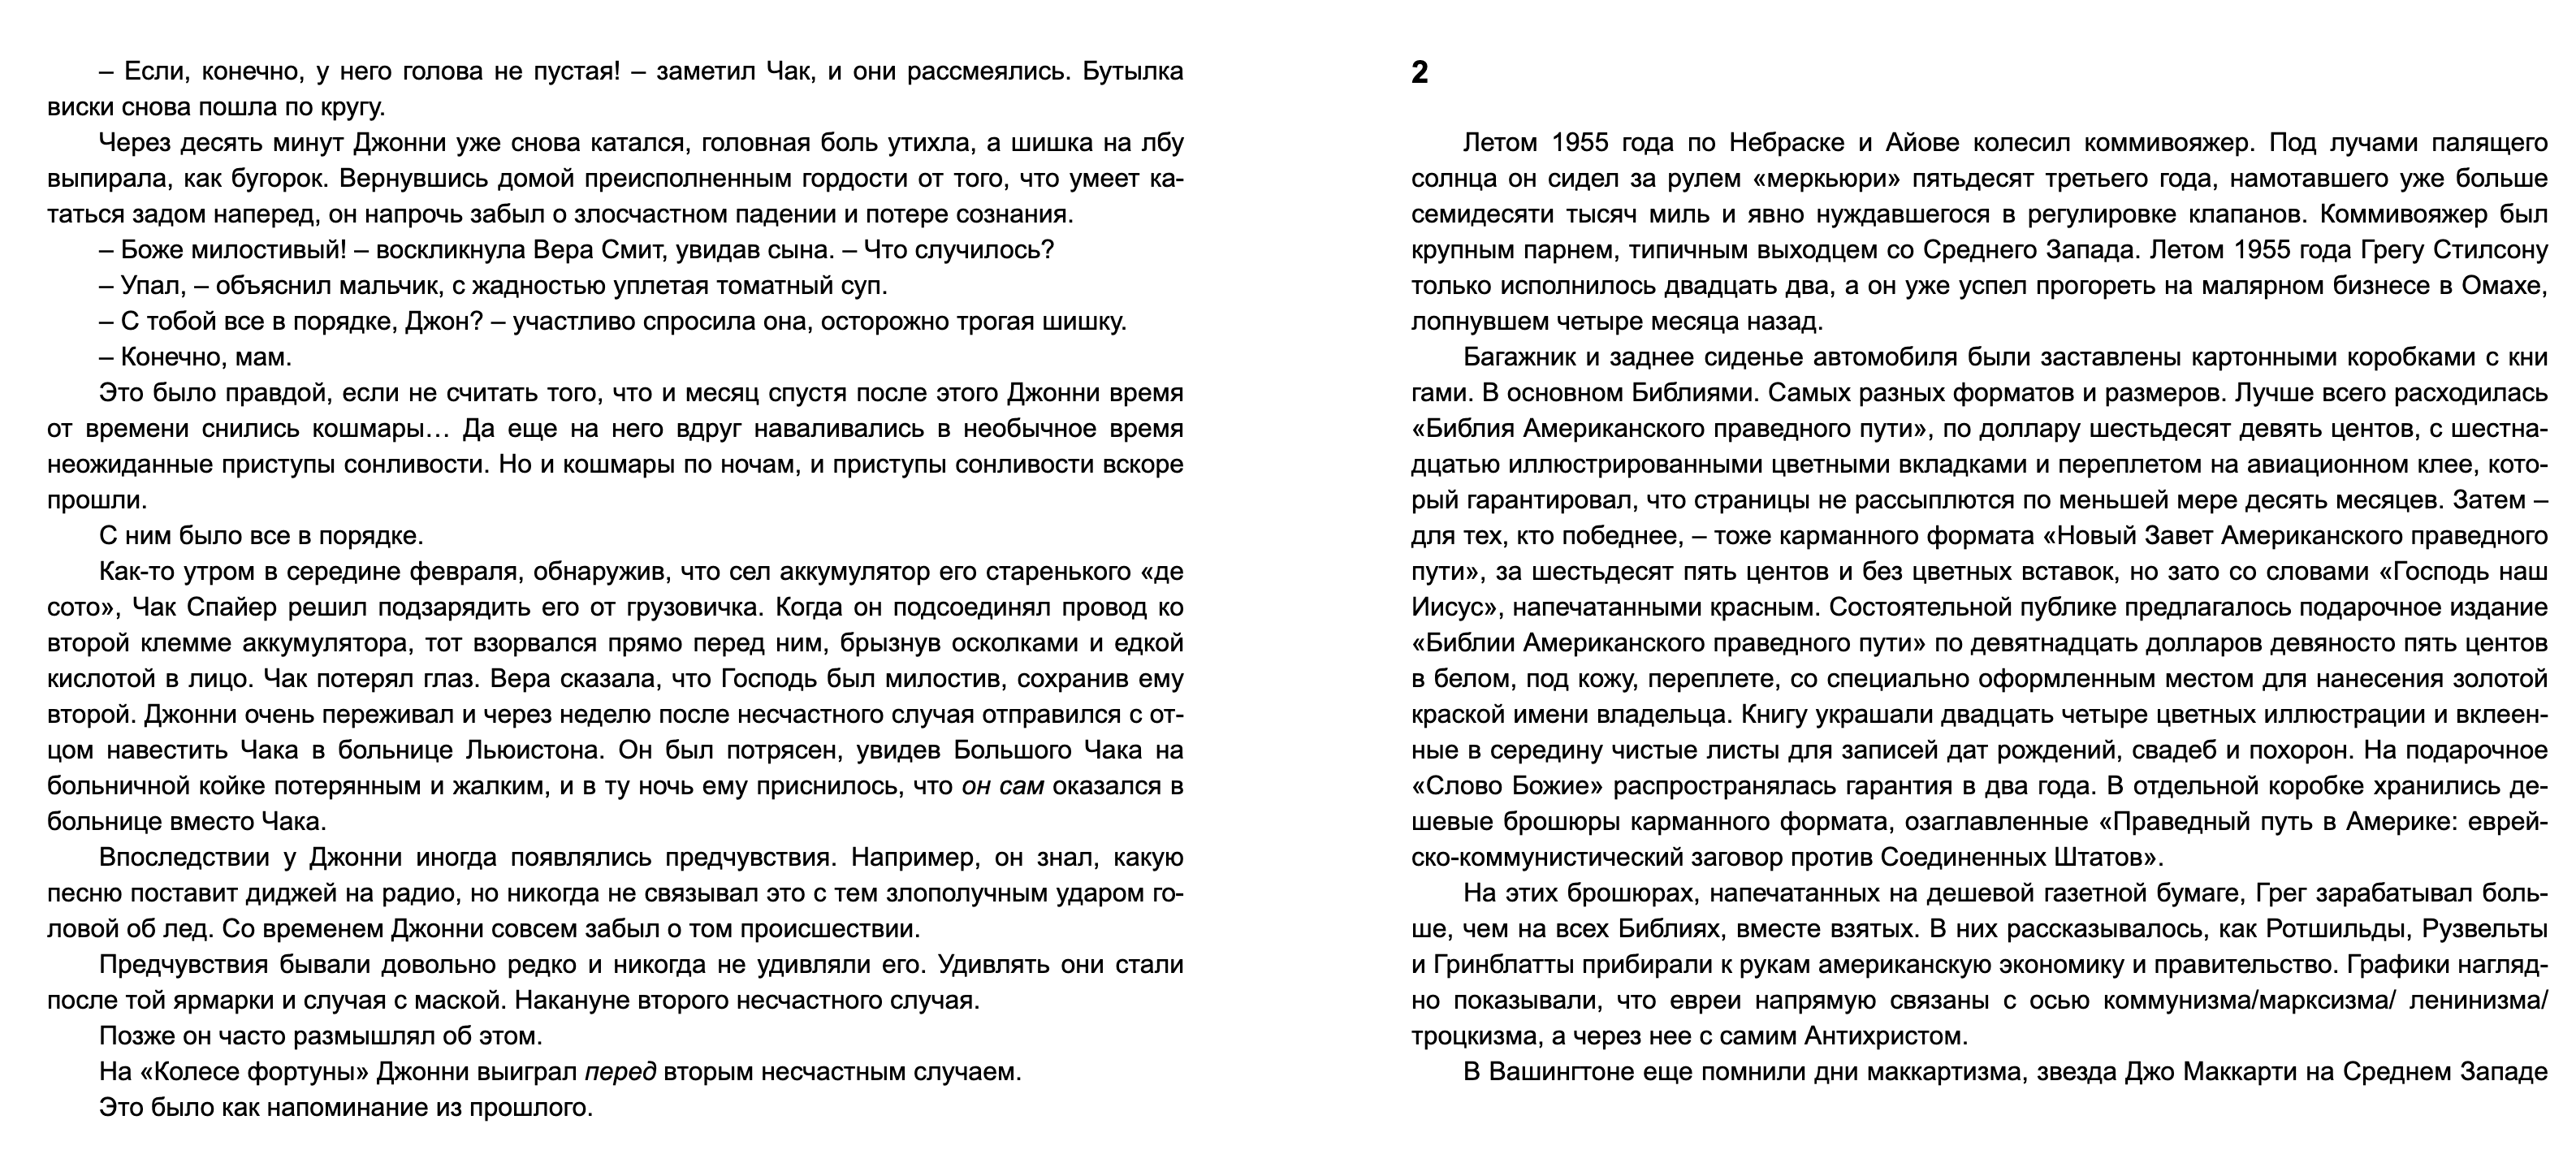 – Если, конечно, у него голова не пустая! – заметил Чак, и они рассмеялись. Бутылка
виски снова пошла по кругу.
Через десять минут Джонни уже снова катался, головная боль утихла, а шишка на лбу
выпирала, как бугорок. Вернувшись домой преисполненным гордости от того, что умеет ка-
таться задом наперед, он напрочь забыл о злосчастном падении и потере сознания.
– Боже милостивый! – воскликнула Вера Смит, увидав сына. – Что случилось?
– Упал, – объяснил мальчик, с жадностью уплетая томатный суп.
– С тобой все в порядке, Джон? – участливо спросила она, осторожно трогая шишку.
– Конечно, мам.
Это было правдой, если не считать того, что и месяц спустя после этого Джонни время
от времени снились кошмары… Да еще на него вдруг наваливались в необычное время
неожиданные приступы сонливости. Но и кошмары по ночам, и приступы сонливости вскоре
прошли.
С ним было все в порядке.
Как-то утром в середине февраля, обнаружив, что сел аккумулятор его старенького «де
сото», Чак Спайер решил подзарядить его от грузовичка. Когда он подсоединял провод ко
второй клемме аккумулятора, тот взорвался прямо перед ним, брызнув осколками и едкой
кислотой в лицо. Чак потерял глаз. Вера сказала, что Господь был милостив, сохранив ему
второй. Джонни очень переживал и через неделю после несчастного случая отправился с от-
цом навестить Чака в больнице Льюистона. Он был потрясен, увидев Большого Чака на
больничной койке потерянным и жалким, и в ту ночь ему приснилось, что он сам оказался в
больнице вместо Чака.
Впоследствии у Джонни иногда появлялись предчувствия. Например, он знал, какую
песню поставит диджей на радио, но никогда не связывал это с тем злополучным ударом го-
ловой об лед. Со временем Джонни совсем забыл о том происшествии.
Предчувствия бывали довольно редко и никогда не удивляли его. Удивлять они стали
после той ярмарки и случая с маской. Накануне второго несчастного случая.
Позже он часто размышлял об этом.
На «Колесе фортуны» Джонни выиграл перед вторым несчастным случаем.
Это было как напоминание из прошлого.
2
Летом 1955 года по Небраске и Айове колесил коммивояжер. Под лучами палящего
солнца он сидел за рулем «меркьюри» пятьдесят третьего года, намотавшего уже больше
семидесяти тысяч миль и явно нуждавшегося в регулировке клапанов. Коммивояжер был
крупным парнем, типичным выходцем со Среднего Запада. Летом 1955 года Грегу Стилсону
только исполнилось двадцать два, а он уже успел прогореть на малярном бизнесе в Омахе,
лопнувшем четыре месяца назад.
Багажник и заднее сиденье автомобиля были заставлены картонными коробками с кни
гами. В основном Библиями. Самых разных форматов и размеров. Лучше всего расходилась
«Библия Американского праведного пути», по доллару шестьдесят девять центов, с шестна-
дцатью иллюстрированными цветными вкладками и переплетом на авиационном клее, кото-
рый гарантировал, что страницы не рассыплются по меньшей мере десять месяцев. Затем –
для тех, кто победнее, – тоже карманного формата «Новый Завет Американского праведного
пути», за шестьдесят пять центов и без цветных вставок, но зато со словами «Господь наш
Иисус», напечатанными красным. Состоятельной публике предлагалось подарочное издание
«Библии Американского праведного пути» по девятнадцать долларов девяносто пять центов
в белом, под кожу, переплете, со специально оформленным местом для нанесения золотой
краской имени владельца. Книгу украшали двадцать четыре цветных иллюстрации и вклеен-
ные в середину чистые листы для записей дат рождений, свадеб и похорон. На подарочное
«Слово Божие» распространялась гарантия в два года. В отдельной коробке хранились де-
шевые брошюры карманного формата, озаглавленные «Праведный путь в Америке: еврей-
ско-коммунистический заговор против Соединенных Штатов».
На этих брошюрах, напечатанных на дешевой газетной бумаге, Грег зарабатывал боль-
ше, чем на всех Библиях, вместе взятых. В них рассказывалось, как Ротшильды, Рузвельты
и Гринблатты прибирали к рукам американскую экономику и правительство. Графики нагляд-
но показывали, что евреи напрямую связаны с осью коммунизма/марксизма/ ленинизма/
троцкизма, а через нее с самим Антихристом.
В Вашингтоне еще помнили дни маккартизма, звезда Джо Маккарти на Среднем Западе